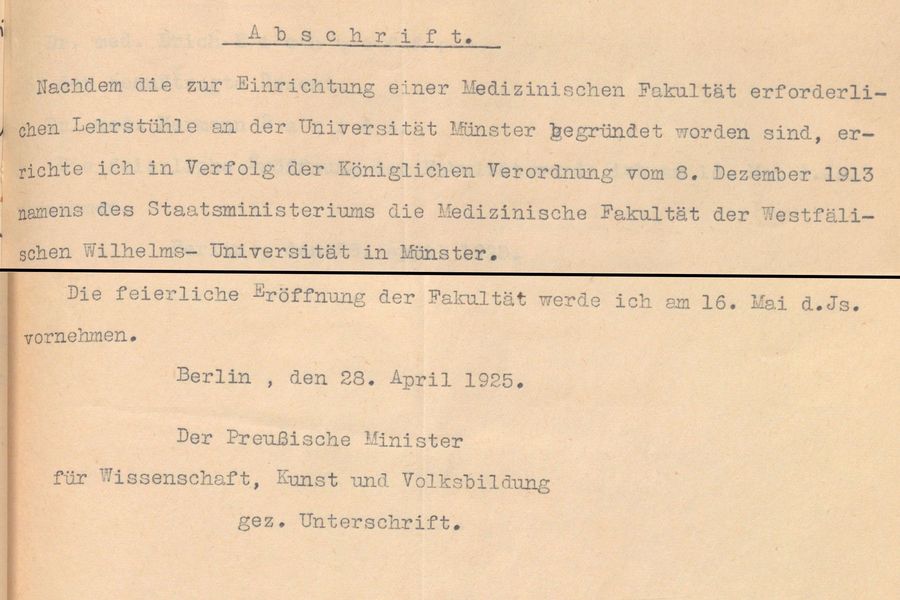 Abschrift.
Nachdem die zur Einrichtung einer Medizinischen Fakultät erforderli-
chen Lehrstühle an der Universität Münster begründet worden sind, er-
richte ich in Verfolg der Königlichen Verordnung vom 8. Dezember 1913
namens des Staatsministeriums die Medizinische Fakultät der Westfäli-
schen Wilhelms- Universität in Münster.
Die feierliche Eröffnung der Fakultät werde ich am 16. Mai d.Js.
vornehmen.
Berlin , den 28. April 1925.
Der Preußische Minister
für Wissenschaft, Kunst und Volksbildung
gez. Unterschrift.